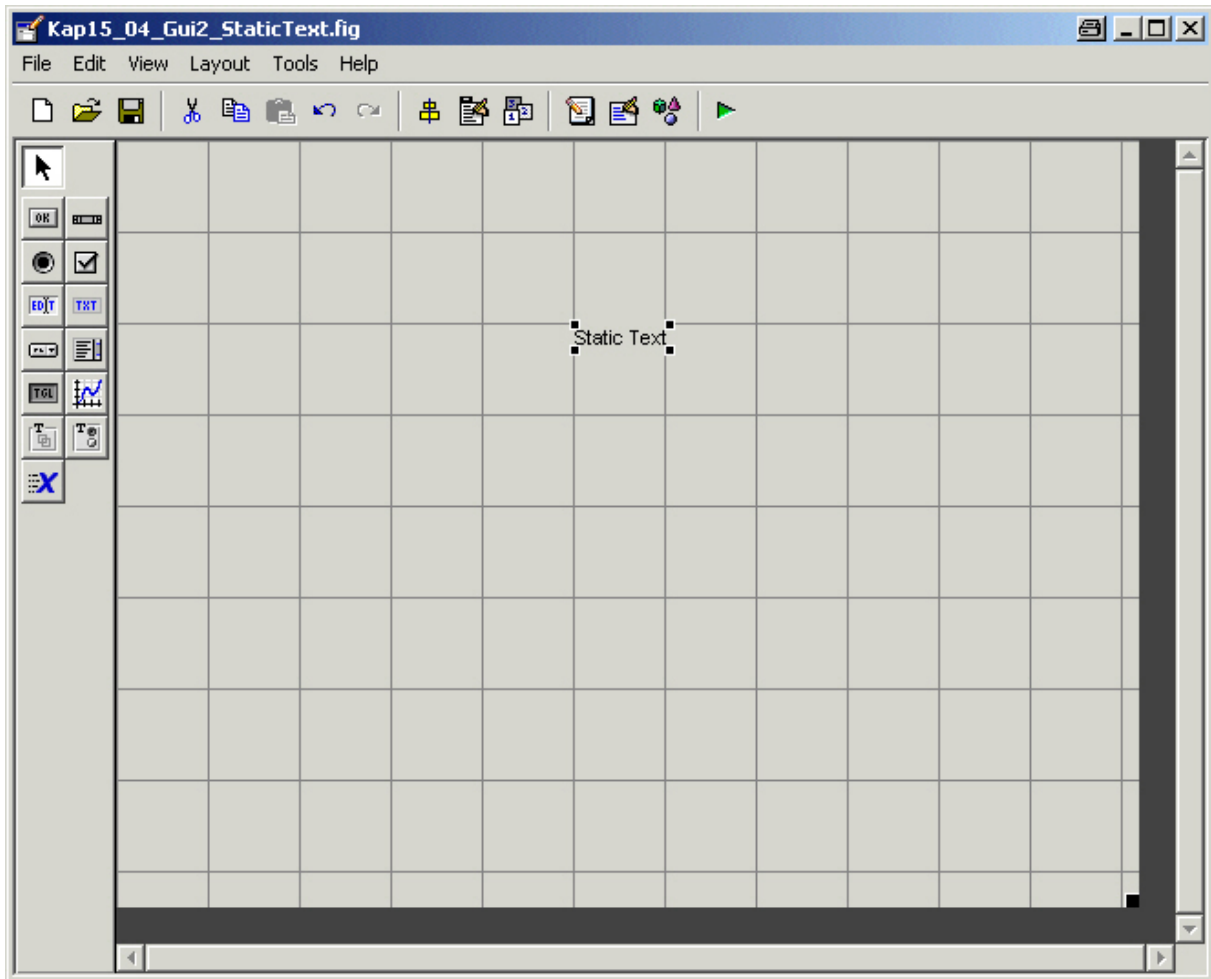 Kap15_04_Gui2_StaticText.fig
File Edit View Layout Tools Help
OK
EDIT TXT
TGL
Static Text